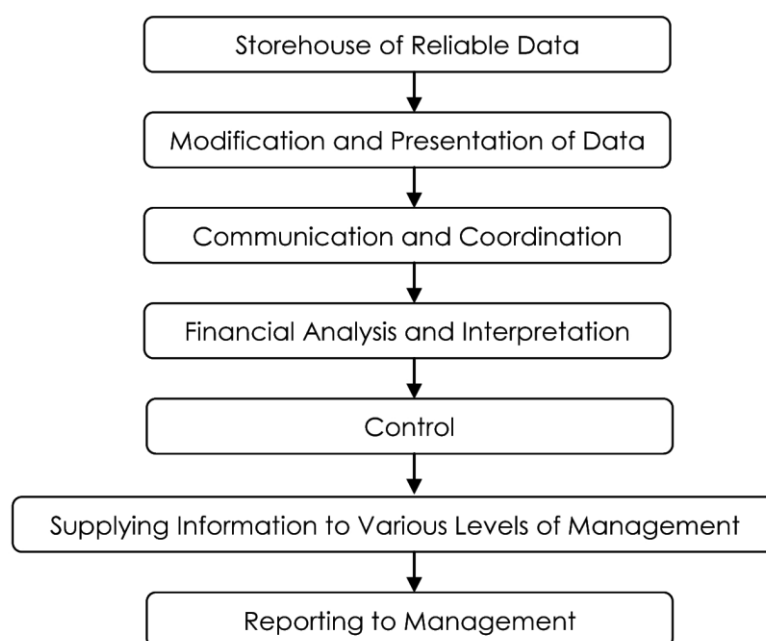 Storehouse of Reliable Data
Modification and Presentation of Data
Communication and Coordination
Financial Analysis and Interpretation
Control
Supplying Information to Various Levels of Management
Reporting to Management